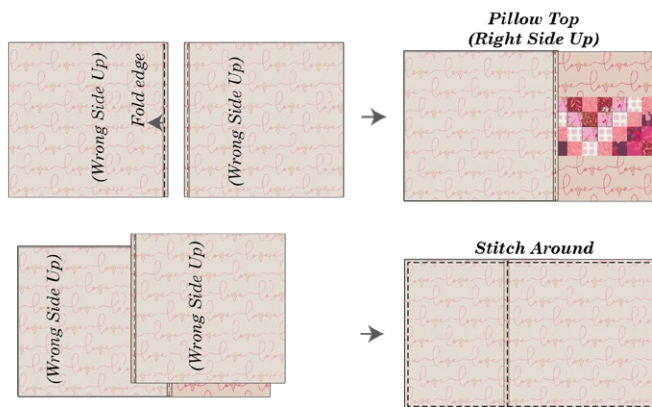 Pillow Top
(Right Side Up)
(Wrong Side Up)
Fold edge
(Wrong Side Up)
(Wrong Side Up)
(Wrong Side Up)
Stitch Around
love